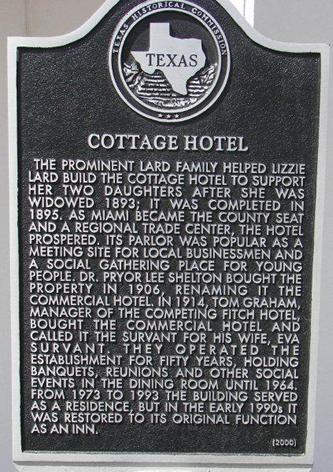 TEXAS HISTORICAL COMMISSION
TEXAS
COTTAGE HOTEL
THE PROMINENT LARD FAMILY HELPED LIZZIE
LARD BUILD THE COTTAGE HOTEL TO SUPPORT
HER TWO DAUGHTERS AFTER SHE WAS
WIDOWED 1893; IT WAS COMPLETED IN
1895. AS MIAMI BECAME THE COUNTY SEAT
AND A REGIONAL TRADE CENTER, THE HOTEL
PROSPERED. ITS PARLOR WAS POPULAR AS A
MEETING SITE FOR LOCAL BUSINESSMEN AND
A SOCIAL GATHERING PLACE FOR YOUNG
PEOPLE. DR. PRYOR LEE SHELTON BOUGHT THE
PROPERTY IN 1906, RENAMING IT THE
COMMERCIAL HOTEL. IN 1914, TOM GRAHAM,
MANAGER OF THE COMPETING FITCH HOTEL,
BOUGHT THE COMMERCIAL HOTEL AND
CALLED IT THE SURVANT FOR HIS WIFE, EVA
SURVANT. THEY OPERATED THE
ESTABLISHMENT FOR FIFTY YEARS, HOLDING
BANQUETS, REUNIONS AND OTHER SOCIAL
EVENTS IN THE DINING ROOM UNTIL 1964.
FROM 1973 TO 1993 THE BUILDING SERVED
AS A RESIDENCE, BUT IN THE EARLY 1990s IT
WAS RESTORED TO ITS ORIGINAL FUNCTION
AS AN INN.
(2000)